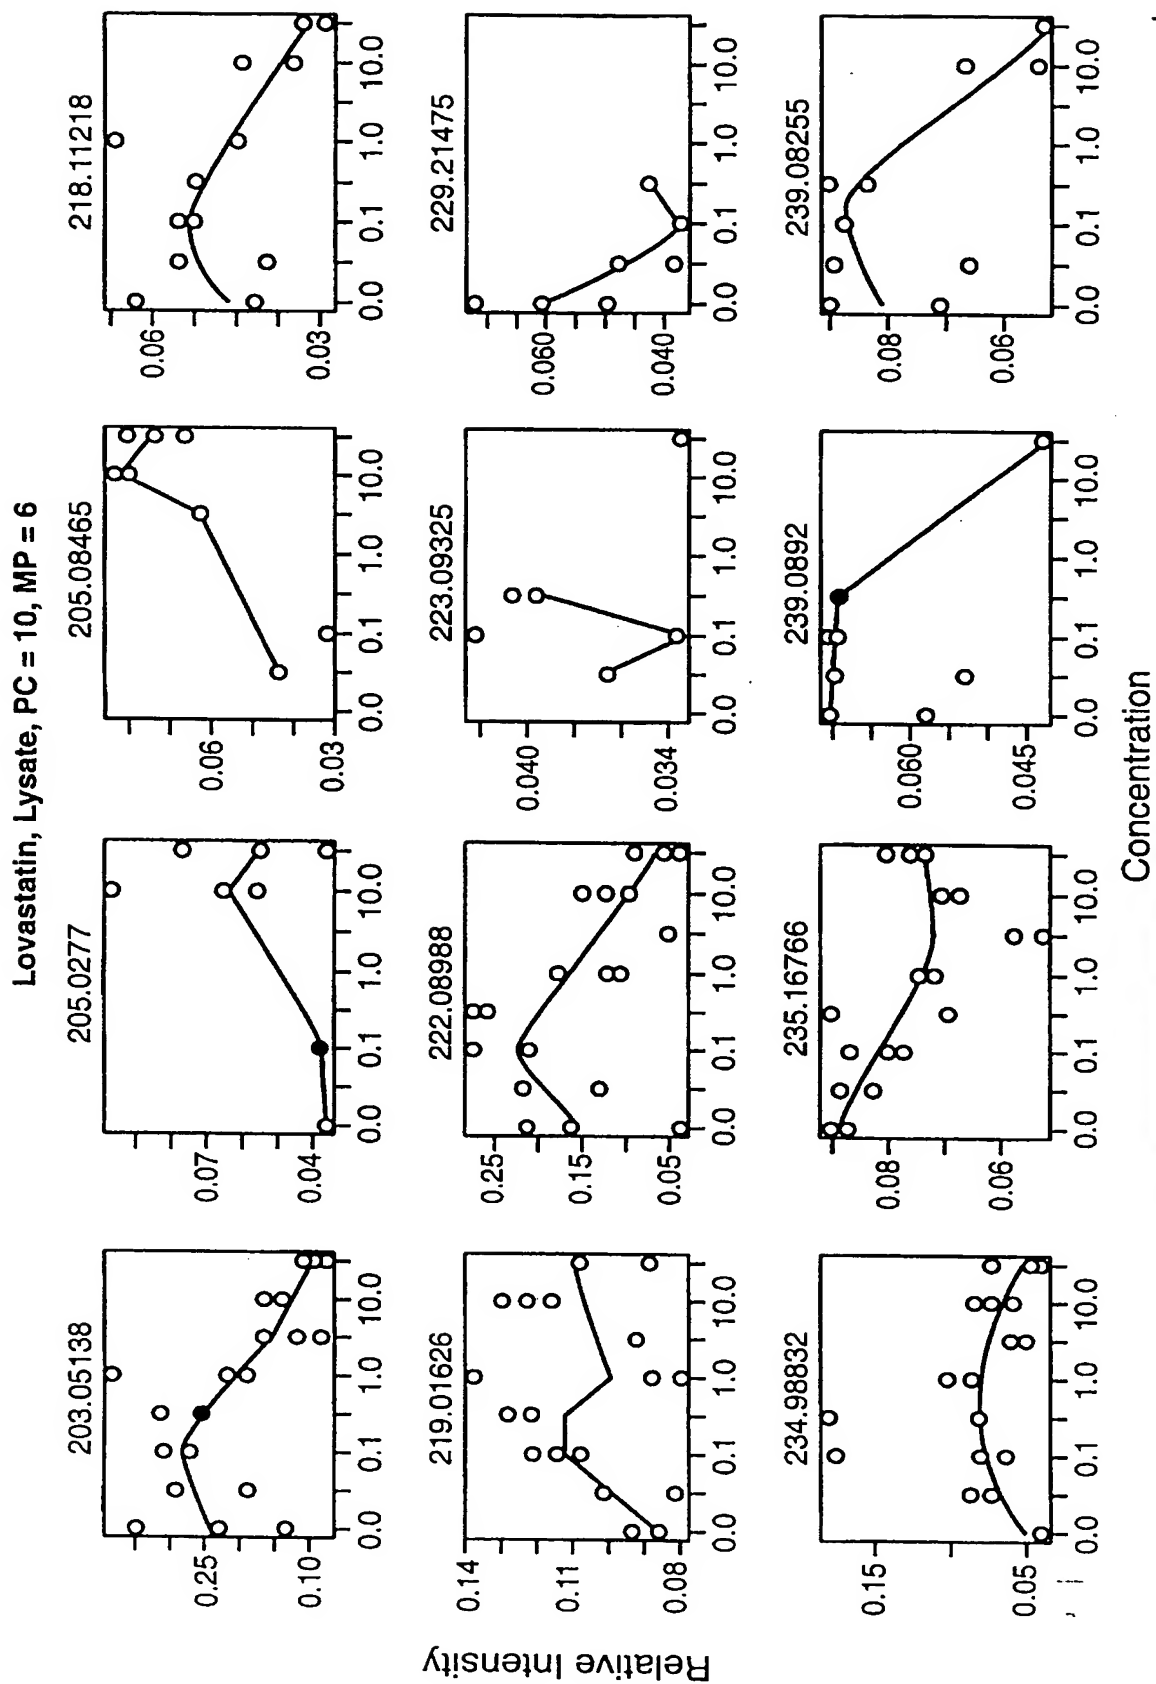 Lovastatin, Lysate, PC = 10, MP = 6
203.05138
205.0277
205.08465
218.11218
0.25
0.10
0.07
0.04
0.06
0.03
0.06
0.03
0.0 0.1 1.0 10.0
0.0 0.1 1.0 10.0
0.0 0.1 1.0 10.0
0.0 0.1 1.0 10.0
219.01626
222.08988
223.09325
229.21475
0.14
0.11
0.08
0.25
0.15
0.05
0.040
0.034
0.060
0.040
0.0 0.1 1.0 10.0
0.0 0.1 1.0 10.0
0.0 0.1 1.0 10.0
0.0 0.1 1.0 10.0
234.98832
235.16766
239.0892
239.08255
0.15
0.05
0.08
0.06
0.060
0.045
0.08
0.06
0.0 0.1 1.0 10.0
0.0 0.1 1.0 10.0
0.0 0.1 1.0 10.0
0.0 0.1 1.0 10.0
Relative Intensity
Concentration